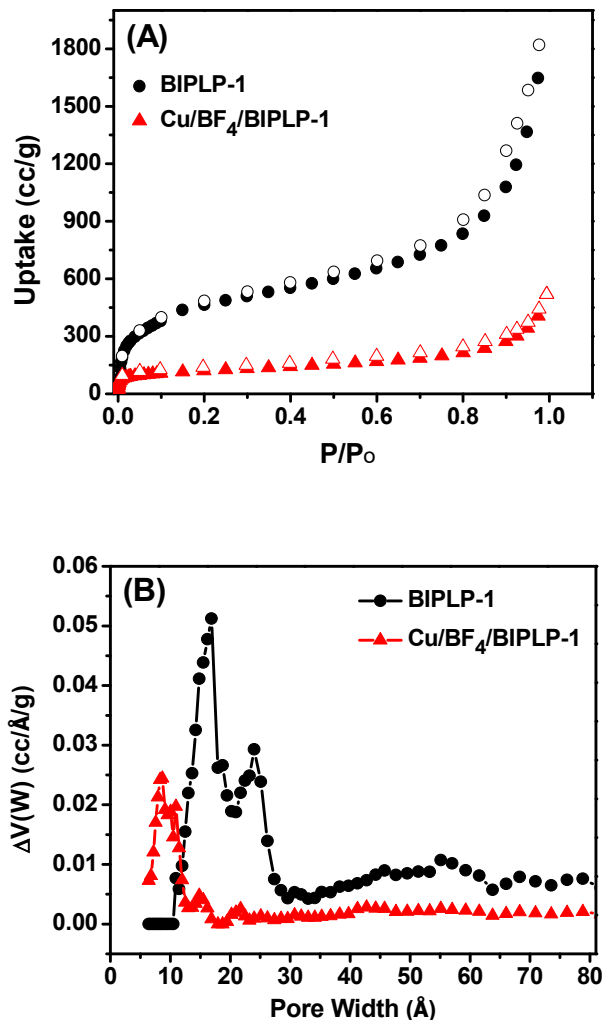 (A)
BIPLP-1
Cu/BF4/BIPLP-1
Uptake (cc/g)
1800
1500
1200
900
600
300
0
0.0 0.2 0.4 0.6 0.8 1.0
P/Po
(B)
BIPLP-1
Cu/BF4/BIPLP-1
ΔV(W) (cc/Å/g)
0.06
0.05
0.04
0.03
0.02
0.01
0.00
0 10 20 30 40 50 60 70 80
Pore Width (Å)